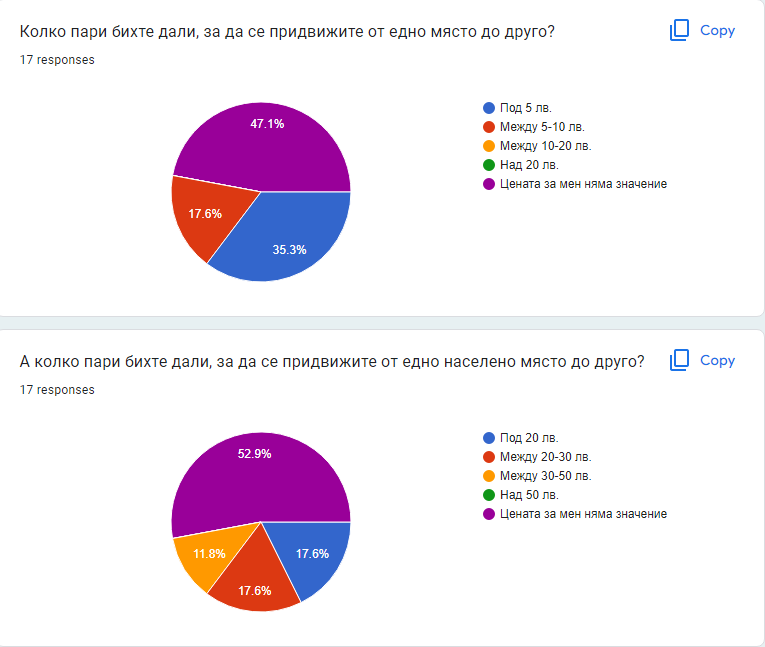 Колко пари бихте дали, за да се придвижите от едно място до друго?
Copy
17 responses
47.1%
17.6%
35.3%
Под 5 лв.
Между 5-10 лв.
Между 10-20 лв.
Над 20 лв.
Цената за мен няма значение
А колко пари бихте дали, за да се придвижите от едно населено място до друго?
Copy
17 responses
52.9%
11.8%
17.6%
17.6%
Под 20 лв.
Между 20-30 лв.
Между 30-50 лв.
Над 50 лв.
Цената за мен няма значение